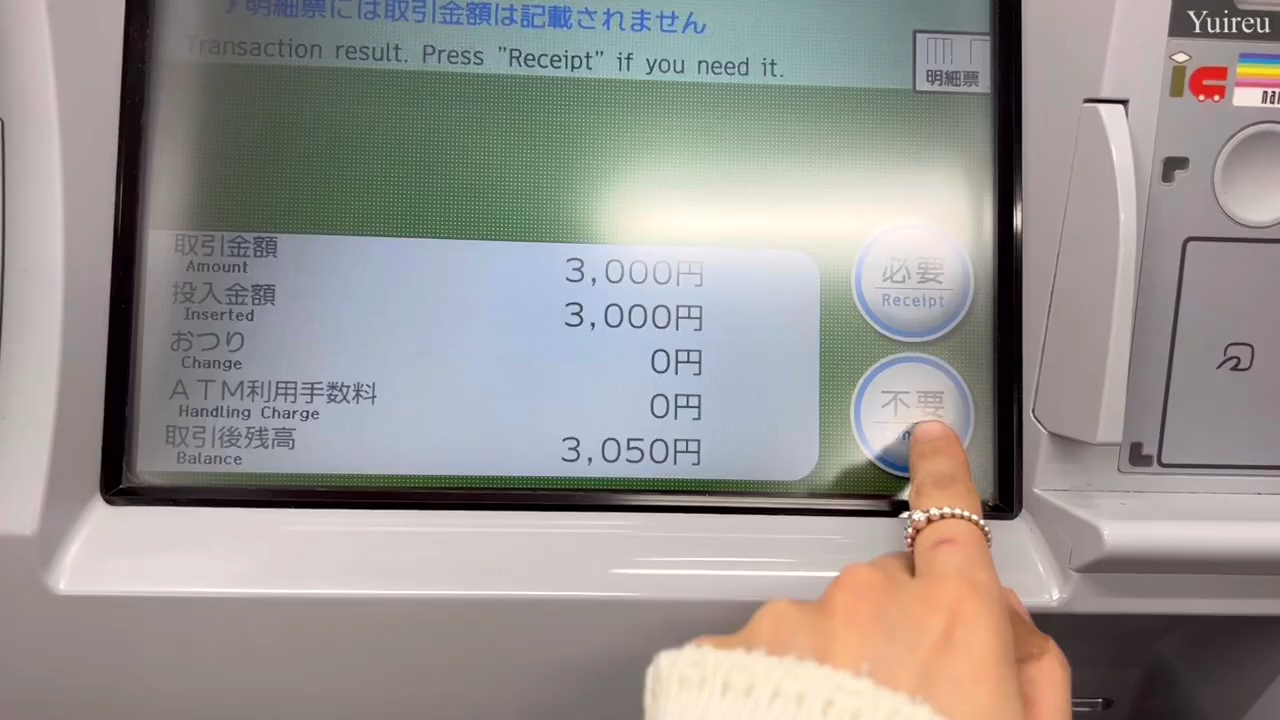 Yuireu
明細票には取引金額は記載されません
Transaction result. Press "Receipt" if you need it.
明細票
取引金額
Amount
3,000円
投入金額
Inserted
3,000円
おつり
Change
0円
ATM利用手数料
Handling Charge
0円
取引後残高
Balance
3,050円
必要
Receipt
不要